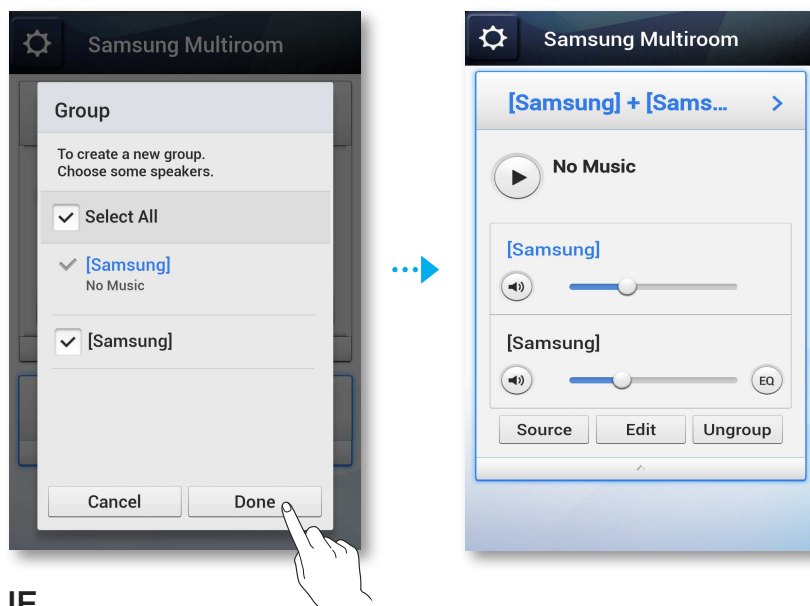 Samsung Multiroom
Group
To create a new group.
Choose some speakers.
Select All
[Samsung]
No Music
[Samsung]
Cancel
Done
Samsung Multiroom
[Samsung] + [Sams...
No Music
[Samsung]
[Samsung]
EQ
Source
Edit
Ungroup